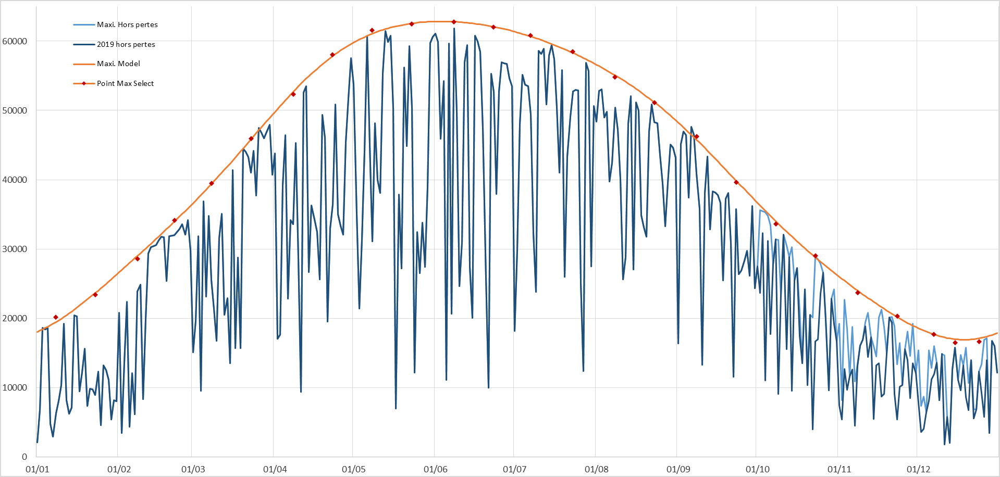 Maxi. Hors pertes
2019 hors pertes
Maxi. Model
Point Max Select
60000
50000
40000
30000
20000
10000
0
01/01 01/02 01/03 01/04 01/05 01/06 01/07 01/08 01/09 01/10 01/11 01/12